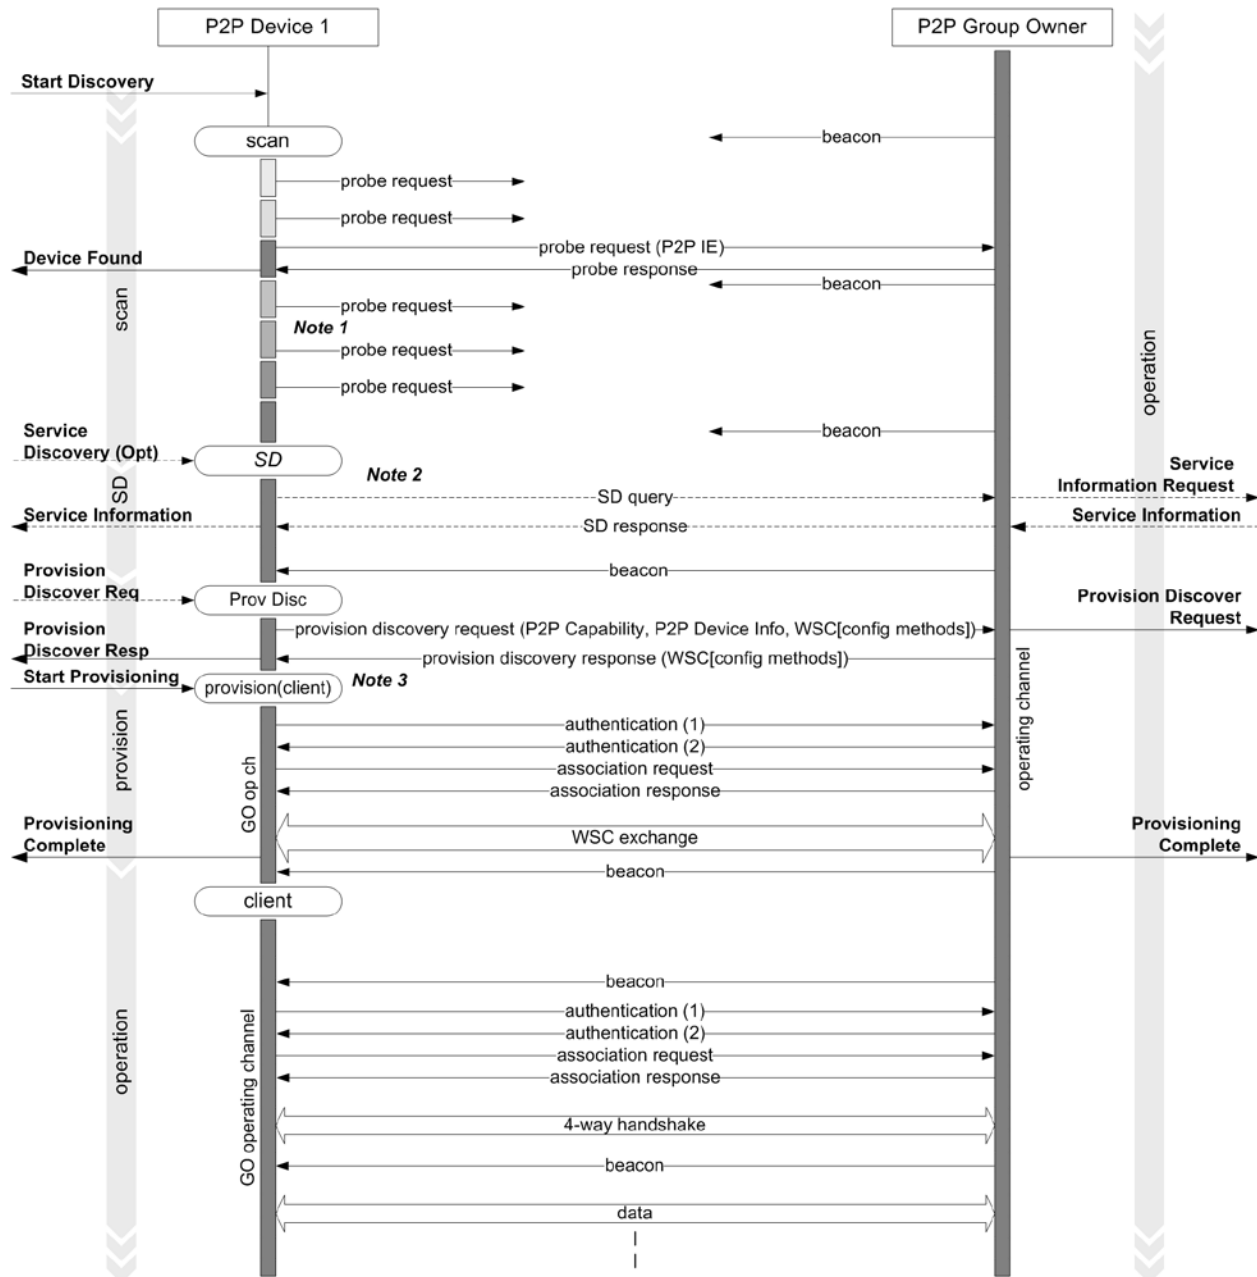 P2P Device 1
P2P Group Owner
Start Discovery
scan
beacon
probe request
probe request
probe request (P2P IE)
Device Found
probe response
beacon
probe request
scan
Note 1
probe request
probe request
operation
Service
Discovery (Opt)
beacon
SD
Note 2
Service
Information Request
SD
SD query
Service Information
SD response
Service Information
Provision
Discover Req
beacon
Prov Disc
Provision Discover
Request
Provision
Discover Resp
provision discovery request (P2P Capability, P2P Device Info, WSC[config methods])
provision discovery response (WSC[config methods])
Start Provisioning
provision(client)
Note 3
operating channel
authentication (1)
provision
authentication (2)
GO op ch
association request
association response
Provisioning
Complete
WSC exchange
Provisioning
Complete
beacon
client
beacon
authentication (1)
authentication (2)
operation
GO operating channel
association request
association response
4-way handshake
beacon
data